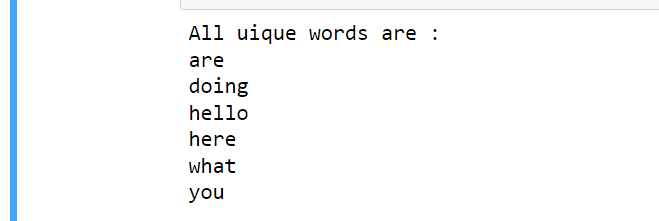 All uique words are :
are
doing
hello
here
what
you